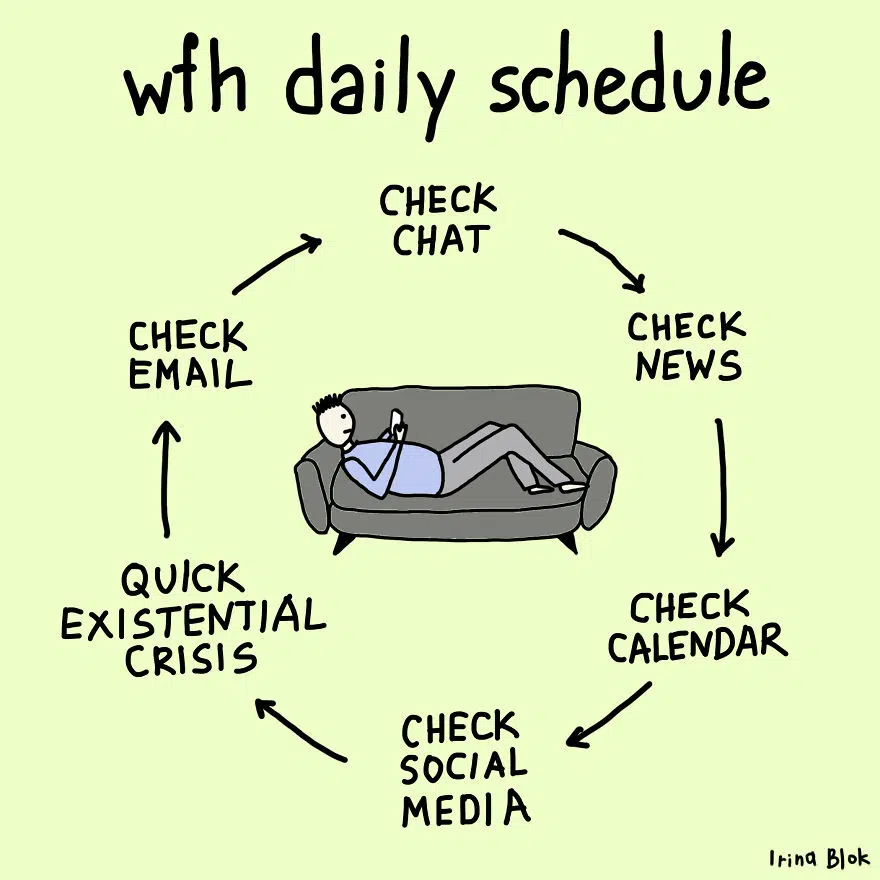 wfh daily schedule
CHECK
CHAT
CHECK
NEWS
CHECK
CALENDAR
CHECK
SOCIAL
MEDIA
QUICK
EXISTENTIAL
CRISIS
CHECK
EMAIL
Irina Blok